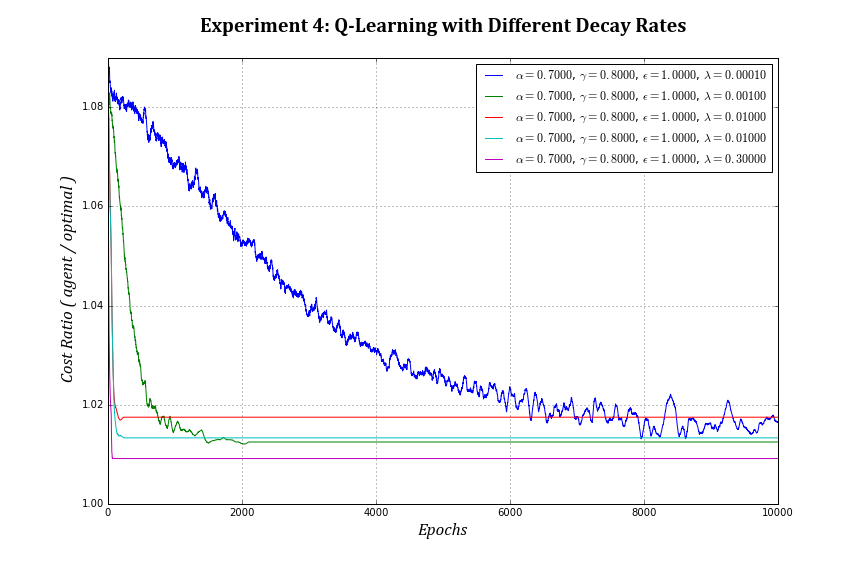 Experiment 4: Q-Learning with Different Decay Rates
α = 0.7000, γ = 0.8000, ϵ = 1.0000, λ = 0.00010
α = 0.7000, γ = 0.8000, ϵ = 1.0000, λ = 0.00100
α = 0.7000, γ = 0.8000, ϵ = 1.0000, λ = 0.01000
α = 0.7000, γ = 0.8000, ϵ = 1.0000, λ = 0.01000
α = 0.7000, γ = 0.8000, ϵ = 1.0000, λ = 0.30000
Cost Ratio ( agent / optimal )
1.08
1.06
1.04
1.02
1.00
0 2000 4000 6000 8000 10000
Epochs